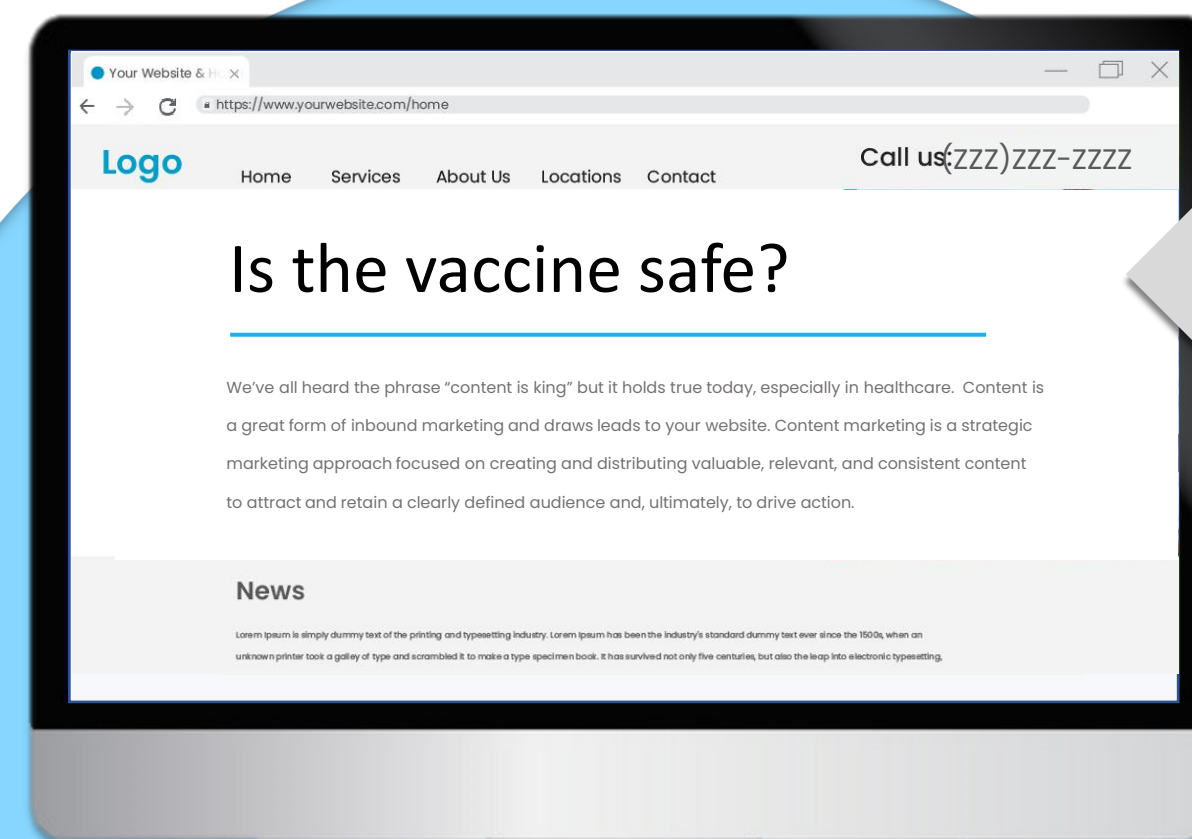 Your Website & H
https://www.yourwebsite.com/home
Logo
Home Services About Us Locations Contact
Call us:(ZZZ)ZZZ-ZZZZ
Is the vaccine safe?
We’ve all heard the phrase “content is king” but it holds true today, especially in healthcare. Content is
a great form of inbound marketing and draws leads to your website. Content marketing is a strategic
marketing approach focused on creating and distributing valuable, relevant, and consistent content
to attract and retain a clearly defined audience and, ultimately, to drive action.
News
Lorem Ipsum is simply dummy text of the printing and typesetting industry. Lorem Ipsum has been the industry's standard dummy text ever since the 1500s, when an
unknown printer took a galley of type and scrambled it to make a type specimen book. It has survived not only five centuries, but also the leap into electronic typesetting,